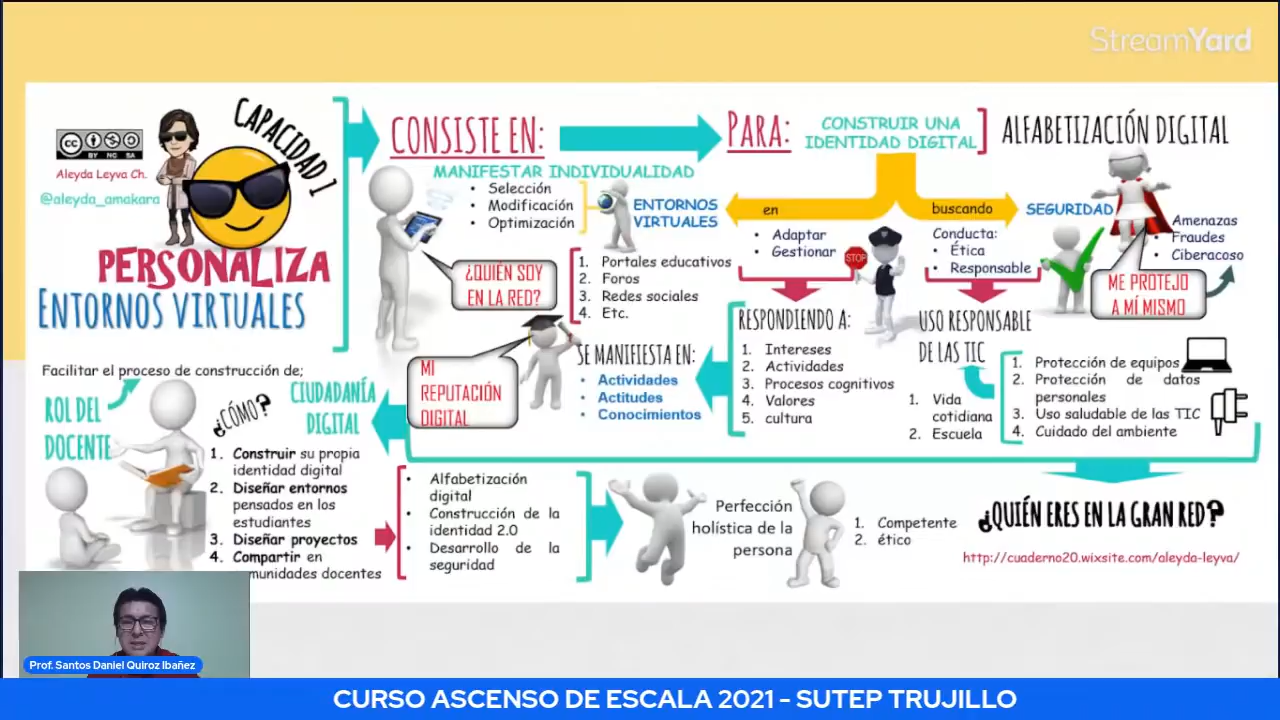 StreamYard
CAPACIDAD 1
CC
BY NC SA
Aleyda Leyva Ch.
@aleyda_amakara
PERSONALIZA
ENTORNOS VIRTUALES
CONSISTE EN:
MANIFESTAR INDIVIDUALIDAD
• Selección
• Modificación
• Optimización
ENTORNOS
VIRTUALES
¿QUIÉN SOY
EN LA RED?
1. Portales educativos
2. Foros
3. Redes sociales
4. Etc.
PARA:
CONSTRUIR UNA
IDENTIDAD DIGITAL
ALFABETIZACIÓN DIGITAL
en
• Adaptar
• Gestionar
STOP
buscando
Conducta:
• Ética
• Responsable
SEGURIDAD
• Amenazas
• Fraudes
• Ciberacoso
ME PROTEJO
A MÍ MISMO
RESPONDIENDO A:
1. Intereses
2. Actividades
3. Procesos cognitivos
4. Valores
5. cultura
USO RESPONSABLE
DE LAS TIC
1. Vida
cotidiana
2. Escuela
1. Protección de equipos
2. Protección de datos
personales
3. Uso saludable de las TIC
4. Cuidado del ambiente
SE MANIFIESTA EN:
• Actividades
• Actitudes
• Conocimientos
MI
REPUTACIÓN
DIGITAL
CIUDADANÍA
DIGITAL
Facilitar el proceso de construcción de;
ROL DEL
DOCENTE
¿CÓMO?
1. Construir su propia
identidad digital
2. Diseñar entornos
pensados en los
estudiantes
3. Diseñar proyectos
4. Compartir en
munidades docentes
• Alfabetización
digital
• Construcción de la
identidad 2.0
• Desarrollo de la
seguridad
Perfección
holística de la
persona
1. Competente
2. ético
¿QUIÉN ERES EN LA GRAN RED?
http://cuaderno20.wixsite.com/aleyda-leyva/
Prof. Santos Daniel Quiroz Ibañez
CURSO ASCENSO DE ESCALA 2021 - SUTEP TRUJILLO